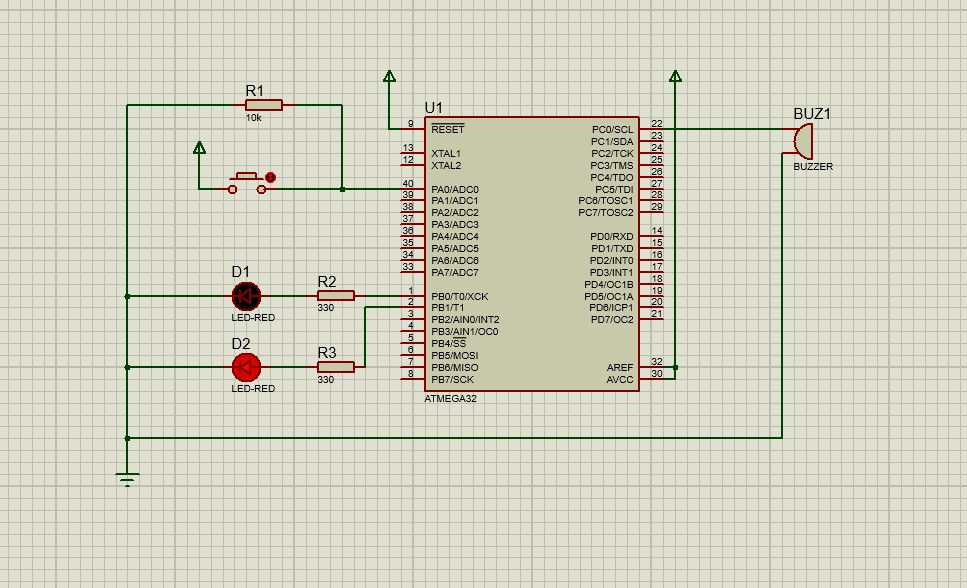 R1
10k
D1
LED-RED
R2
330
D2
LED-RED
R3
330
U1
9 RESET
13 XTAL1
12 XTAL2
40 PA0/ADC0
39 PA1/ADC1
38 PA2/ADC2
37 PA3/ADC3
36 PA4/ADC4
35 PA5/ADC5
34 PA6/ADC6
33 PA7/ADC7
1 PB0/T0/XCK
2 PB1/T1
3 PB2/AIN0/INT2
4 PB3/AIN1/OC0
5 PB4/SS
6 PB5/MOSI
7 PB6/MISO
8 PB7/SCK
PC0/SCL 22
PC1/SDA 23
PC2/TCK 24
PC3/TMS 25
PC4/TDO 26
PC5/TDI 27
PC6/TOSC1 28
PC7/TOSC2 29
PD0/RXD 14
PD1/TXD 15
PD2/INT0 16
PD3/INT1 17
PD4/OC1B 18
PD5/OC1A 19
PD6/ICP1 20
PD7/OC2 21
AREF 32
AVCC 30
ATMEGA32
BUZ1
BUZZER